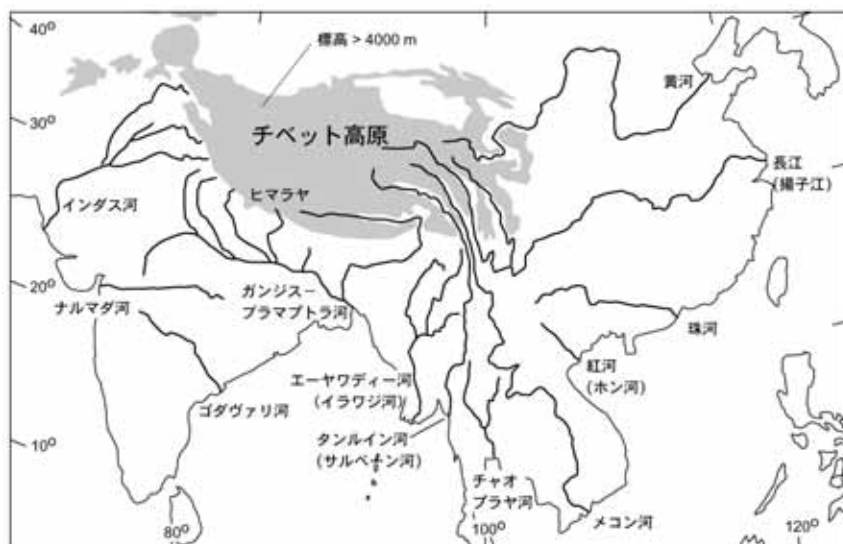 40°
標高 > 4000 m
黄河
30°
チベット高原
長江
(揚子江)
インダス河
ヒマラヤ
20°
ナルマダ河
ガンジスー
プラマプトラ河
珠河
エーヤワディー河
(イラワジ河)
紅河
(ホン河)
ゴダヴァリ河
タンルイン河
(サルベーン河)
10°
チャオ
プラヤ河
メコン河
80°
100°
120°